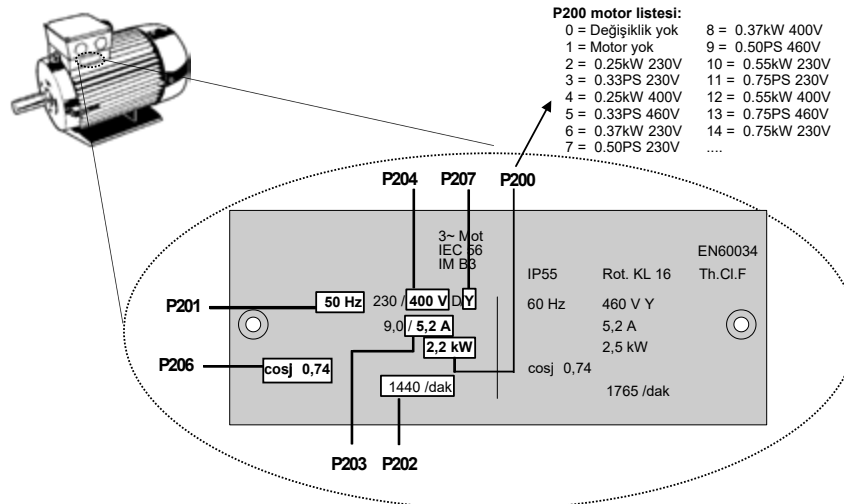 P200 motor listesi:
0 = Değişiklik yok 8 = 0.37kW 400V
1 = Motor yok 9 = 0.50PS 460V
2 = 0.25kW 230V 10 = 0.55kW 230V
3 = 0.33PS 230V 11 = 0.75PS 230V
4 = 0.25kW 400V 12 = 0.55kW 400V
5 = 0.33PS 460V 13 = 0.75PS 460V
6 = 0.37kW 230V 14 = 0.75kW 230V
7 = 0.50PS 230V ....
P204 P207 P200
3~ Mot
IEC 56
IM B3
EN60034
IP55 Rot. KL 16 Th.Cl.F
P201 50 Hz 230 / 400 V D Y 60 Hz 460 V Y
9,0 / 5,2 A 5,2 A
2,2 kW 2,5 kW
P206 cosj 0,74 cosj 0,74
1440 /dak 1765 /dak
P203 P202